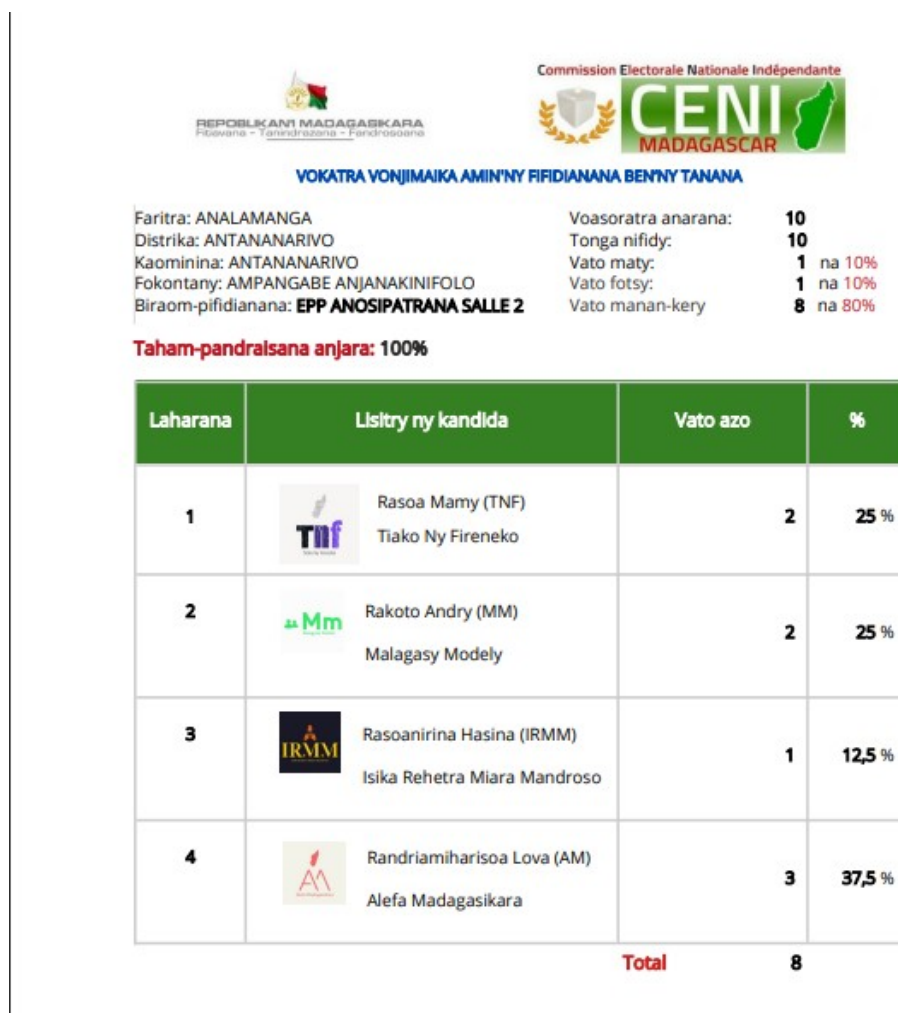 Commission Electorale Nationale Indépendante
CENI
MADAGASCAR
REPOBLIKAN'I MADAGASIKARA
Fitiavana - Tanindrazana - Fandrosoana
VOKATRA VONJIMAIKA AMIN'NY FIFIDIANANA BEN'NY TANANA
Faritra: ANALAMANGA
Distrika: ANTANANARIVO
Kaominina: ANTANANARIVO
Fokontany: AMPANGABE ANJANAKINIFOLO
Biraom-pifidianana: EPP ANOSIPATRANA SALLE 2
Voasoratra anarana: 10
Tonga nifidy: 10
Vato maty: 1 na 10%
Vato fotsy: 1 na 10%
Vato manan-kery 8 na 80%
Taham-pandraisana anjara: 100%
Laharana Lisitry ny kandida Vato azo %
1 Tnf Rasoa Mamy (TNF) 2 25 %
Tiako Ny Fireneko
2 Mm Rakoto Andry (MM) 2 25 %
Malagasy Modely
3 IRMM Rasoanirina Hasina (IRMM) 1 12,5 %
Isika Rehetra Miara Mandroso
4 AM Randriamiharisoa Lova (AM) 3 37,5 %
Alefa Madagasikara
Total 8